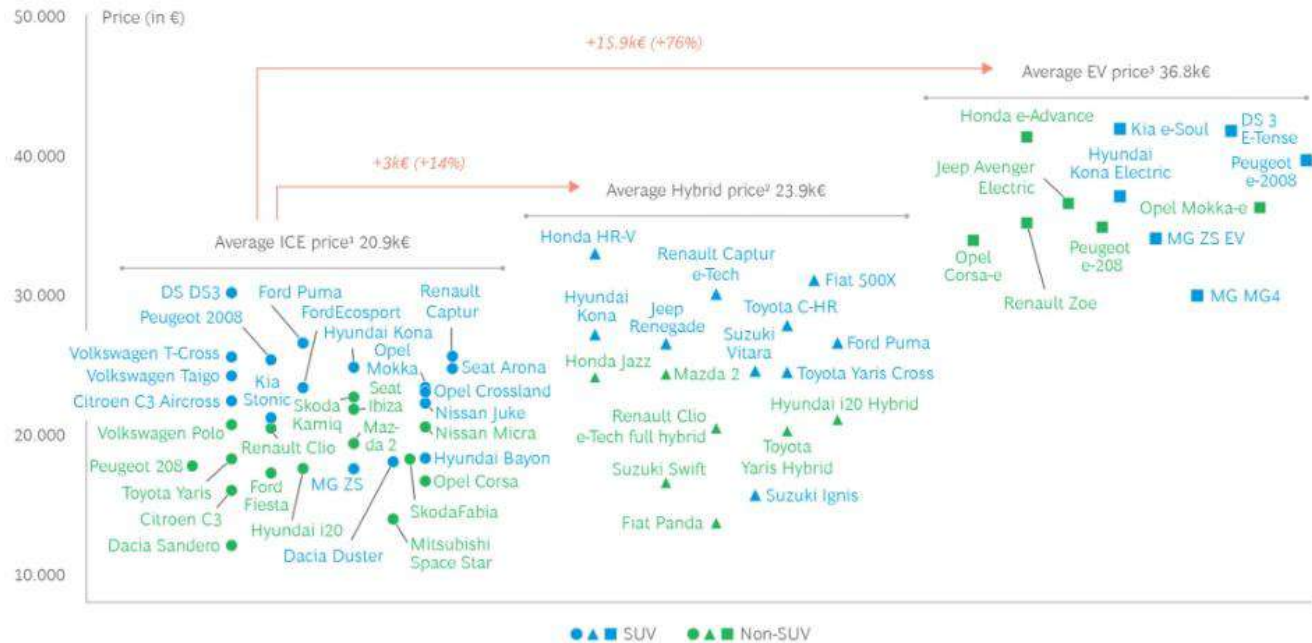 50.000
Price (in €)
+15.9k€ (+76%)
Average EV price³ 36.8k€
Honda e-Advance
Kia e-Soul
DS 3
E-Tense
40.000
+3k€ (+14%)
Jeep Avenger
Electric
Hyundai
Kona Electric
Peugeot
e-2008
Average Hybrid price² 23.9k€
Opel Mokka-e
Average ICE price¹ 20.9k€
Honda HR-V
Renault Captur
e-Tech
Opel
Corsa-e
Peugeot
e-208
MG ZS EV
Renault Zoe
MG MG4
30.000
DS DS3
Ford Puma
Renault
Captur
Peugeot 2008
FordEcosport
Hyundai Kona
Hyundai
Kona
Jeep
Renegade
Fiat 500X
Toyota C-HR
Volkswagen T-Cross
Opel
Mokka
Suzuki
Vitara
Ford Puma
Volkswagen Taigo
Kia
Stonic
Seat Arona
Honda Jazz
Mazda 2
Toyota Yaris Cross
Citroen C3 Aircross
Skoda
Kamiq
Seat
Ibiza
Opel Crossland
Nissan Juke
Renault Clio
e-Tech full hybrid
Hyundai i20 Hybrid
20.000
Volkswagen Polo
Renault Clio
Maz-
da 2
Nissan Micra
Toyota
Yaris Hybrid
Peugeot 208
Hyundai Bayon
Suzuki Swift
Toyota Yaris
Ford
Fiesta
MG ZS
Opel Corsa
Suzuki Ignis
Citroen C3
Hyundai i20
SkodaFabia
Fiat Panda
Dacia Sandero
Dacia Duster
Mitsubishi
Space Star
10.000
SUV
Non-SUV